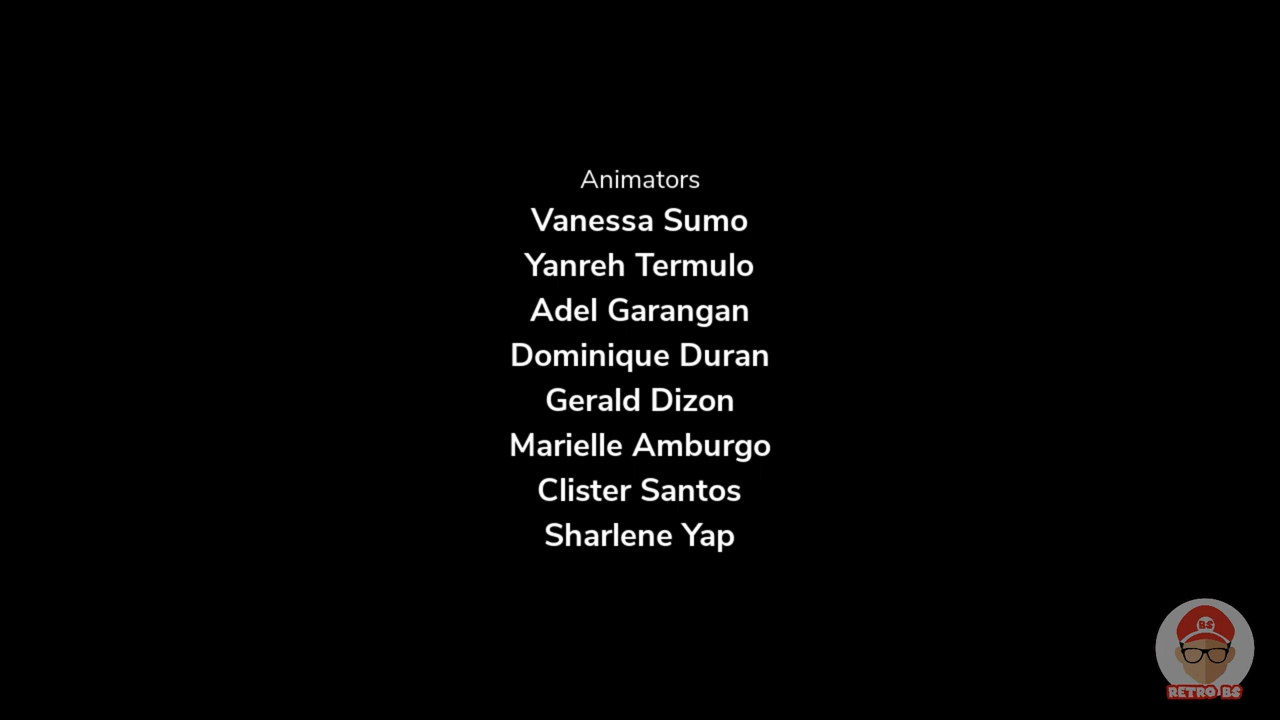 Animators
Vanessa Sumo
Yanreh Termulo
Adel Garangan
Dominique Duran
Gerald Dizon
Marielle Amburgo
Clister Santos
Sharlene Yap
BS
RETRO BS